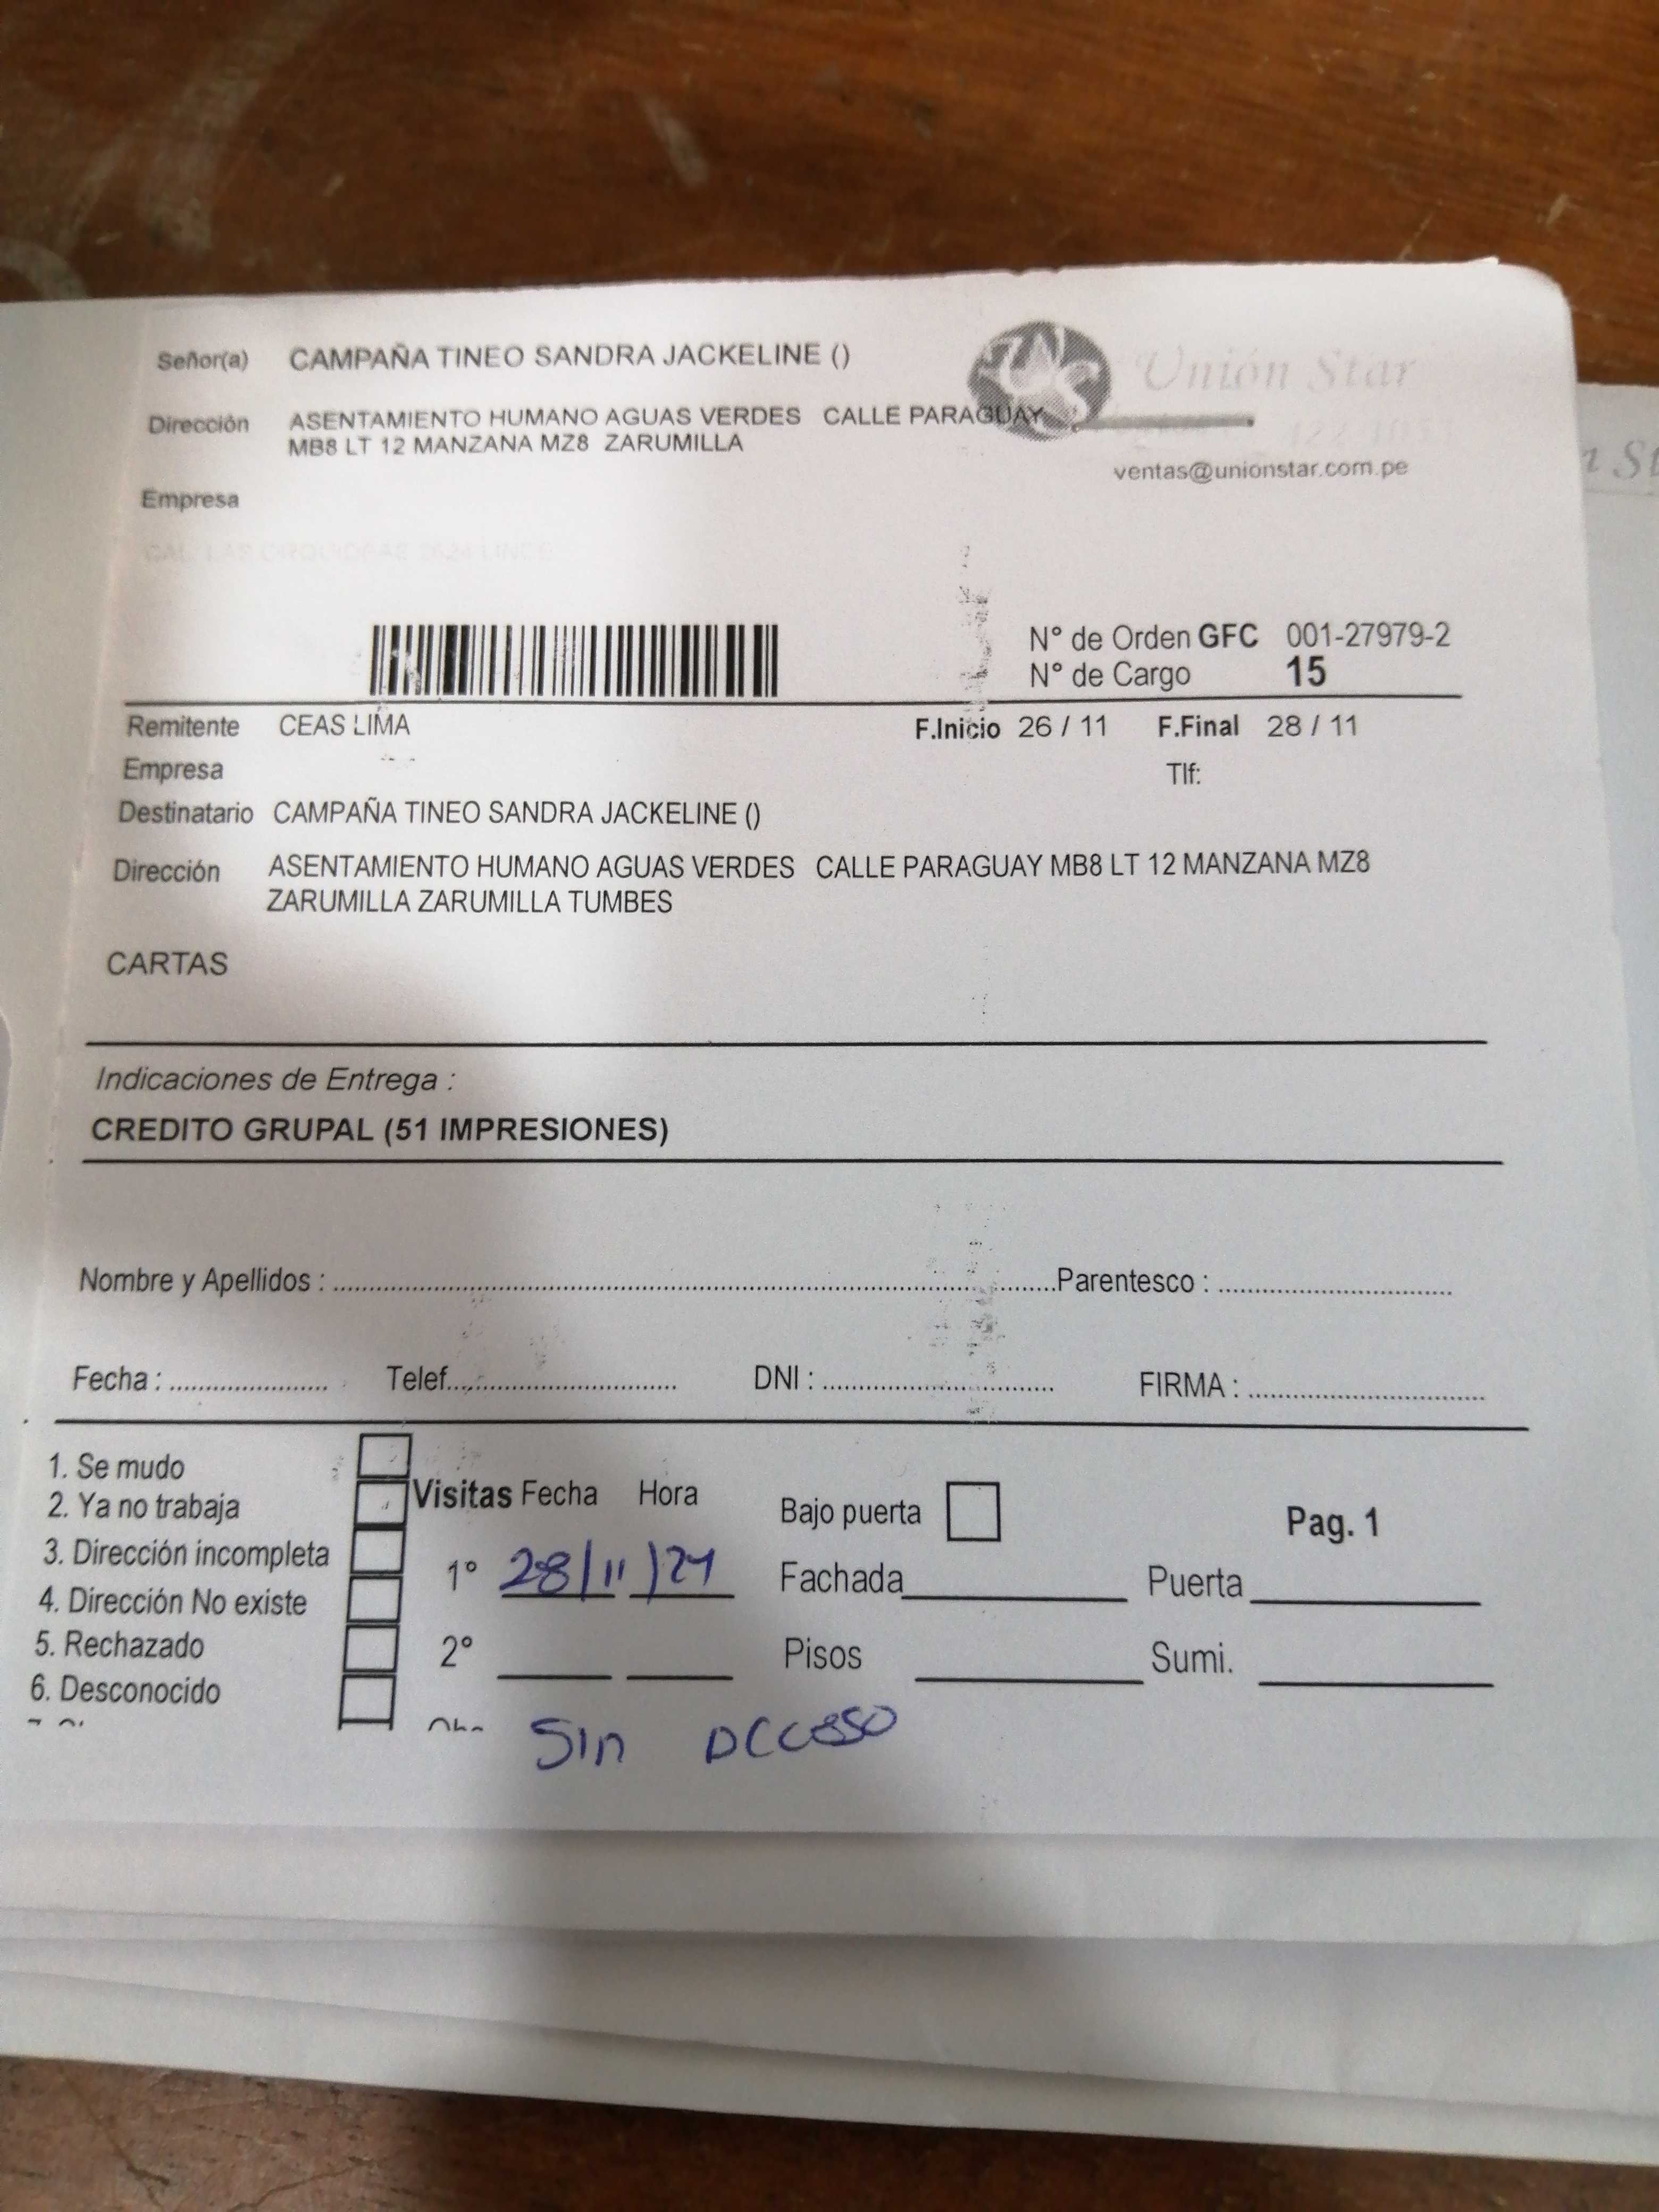 Señor(a) CAMPAÑA TINEO SANDRA JACKELINE ()
Unión Star
Dirección ASENTAMIENTO HUMANO AGUAS VERDES CALLE PARAGUAY
MB8 LT 12 MANZANA MZ8 ZARUMILLA
ventas@unionstar.com.pe
Empresa
N° de Orden GFC 001-27979-2
N° de Cargo 15
Remitente CEAS LIMA F.Inicio 26 / 11 F.Final 28 / 11
Empresa Tlf:
Destinatario CAMPAÑA TINEO SANDRA JACKELINE ()
Dirección ASENTAMIENTO HUMANO AGUAS VERDES CALLE PARAGUAY MB8 LT 12 MANZANA MZ8
ZARUMILLA ZARUMILLA TUMBES
CARTAS
Indicaciones de Entrega :
CREDITO GRUPAL (51 IMPRESIONES)
Nombre y Apellidos : Parentesco :
Fecha : Telef. DNI : FIRMA :
1. Se mudo
2. Ya no trabaja
3. Dirección incompleta
4. Dirección No existe
5. Rechazado
6. Desconocido
Visitas Fecha Hora
1° 28/11/24
2°
Sin acceso
Bajo puerta
Fachada
Pisos
Pag. 1
Puerta
Sumi.